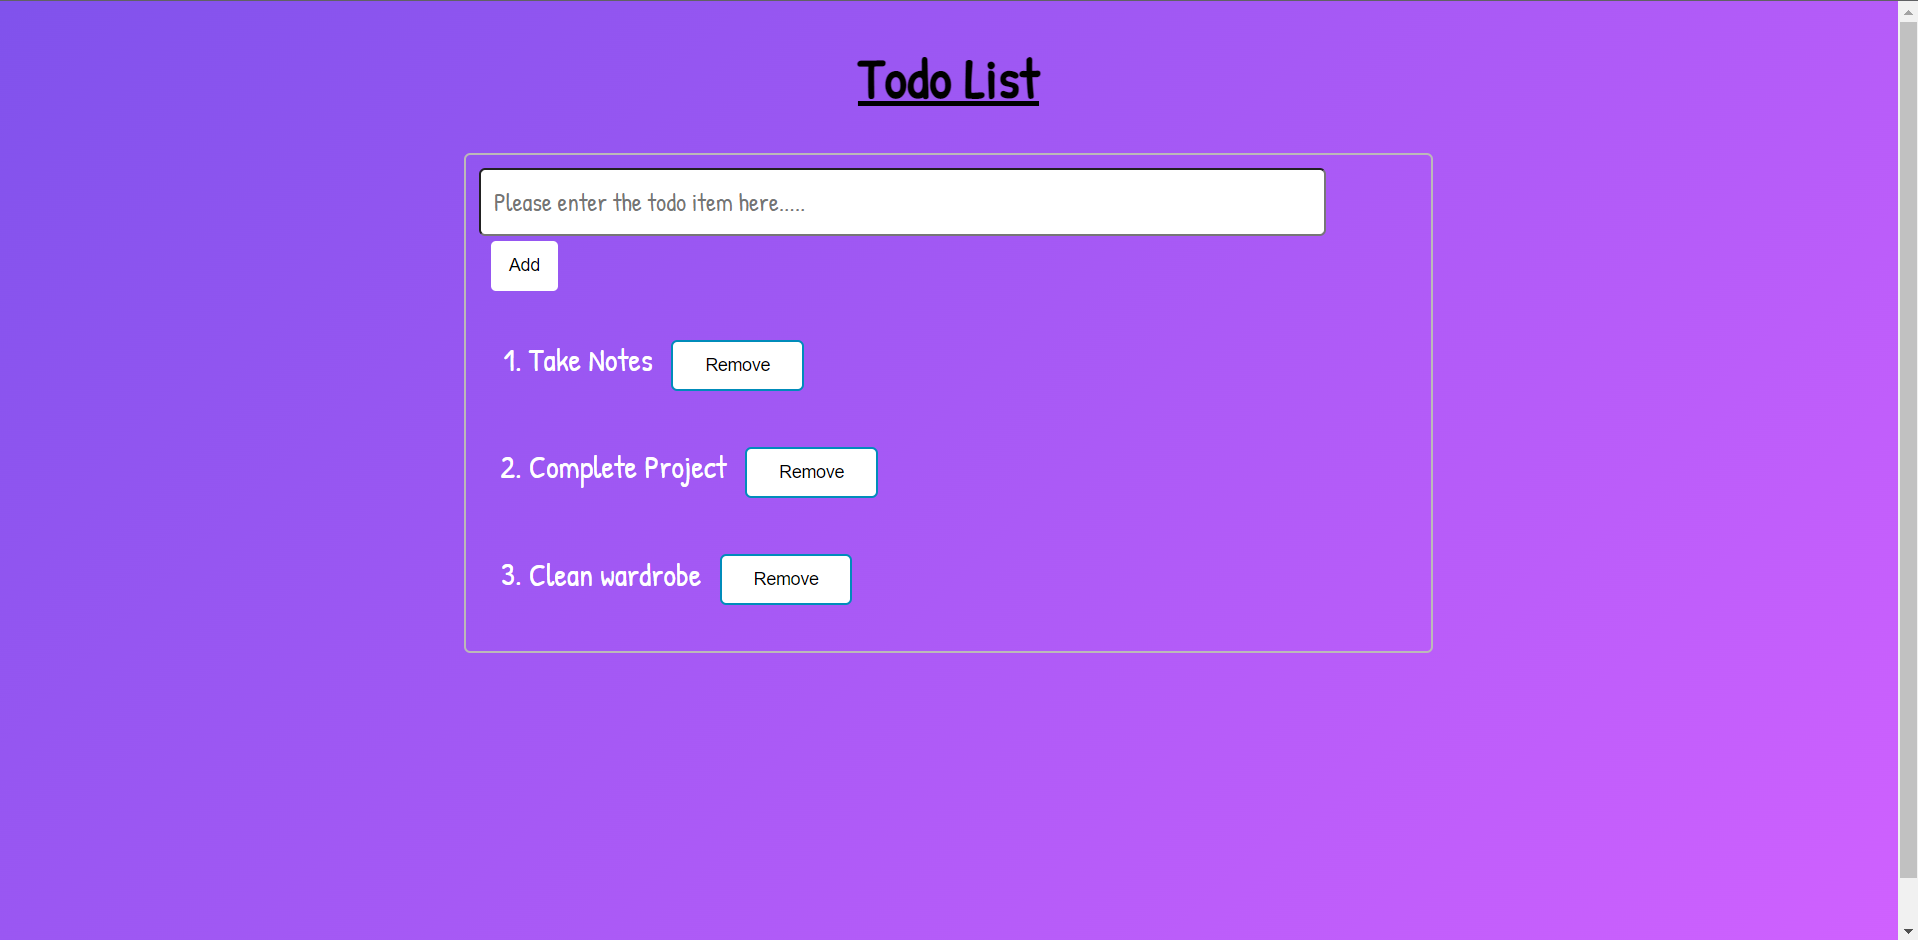 Todo List
Please enter the todo item here.....
Add
1. Take Notes Remove
2. Complete Project Remove
3. Clean wardrobe Remove